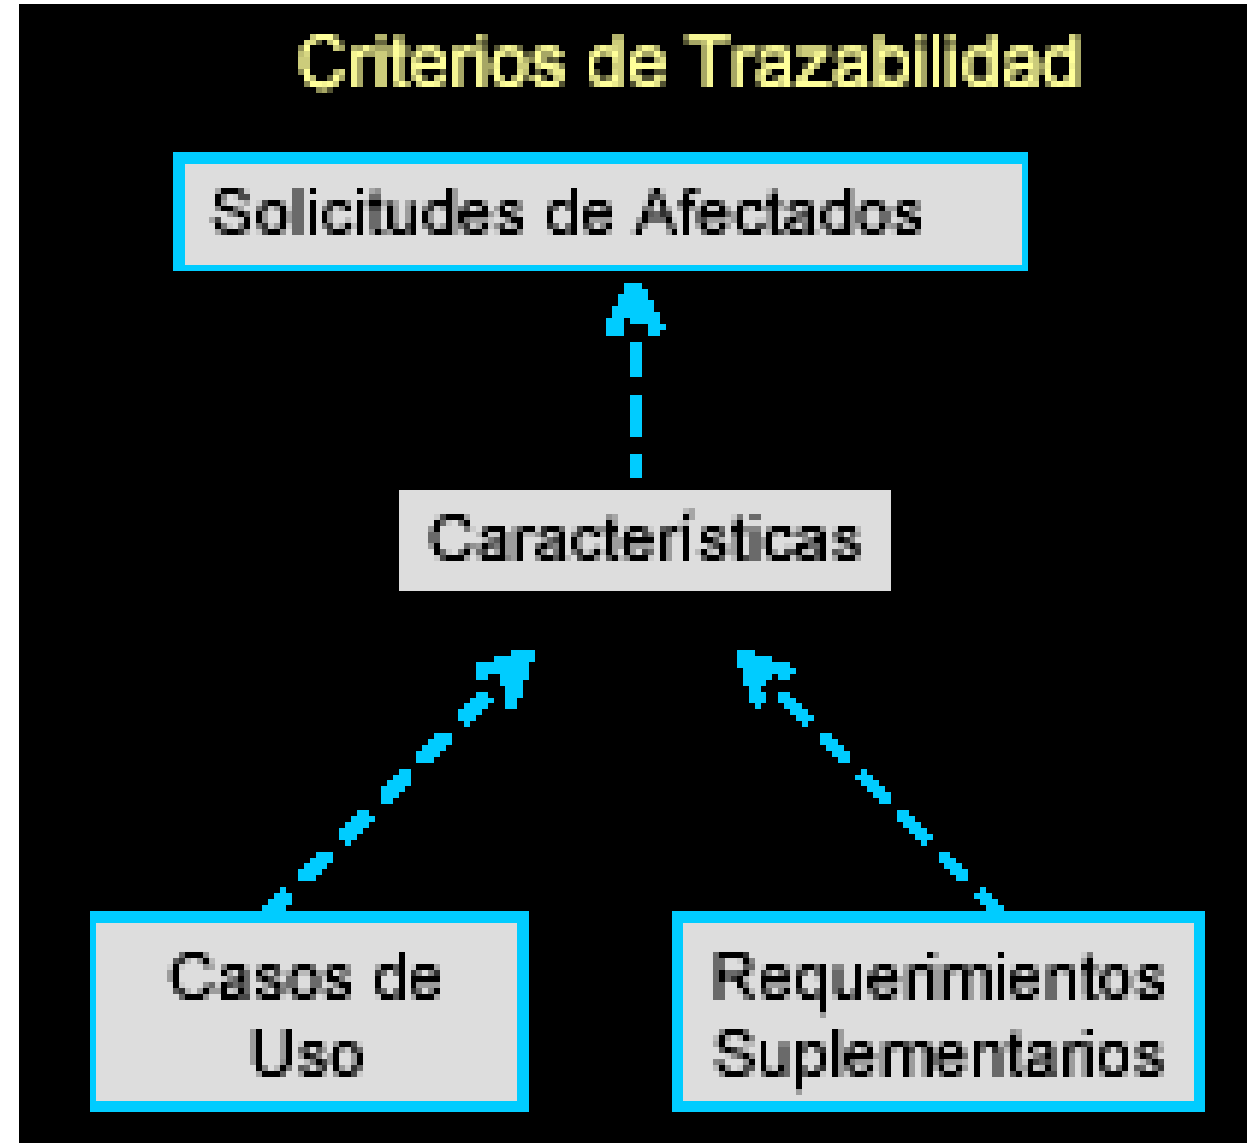 Criterios de Trazabilidad
Solicitudes de Afectados
Características
Casos de
Uso
Requerimientos
Suplementarios